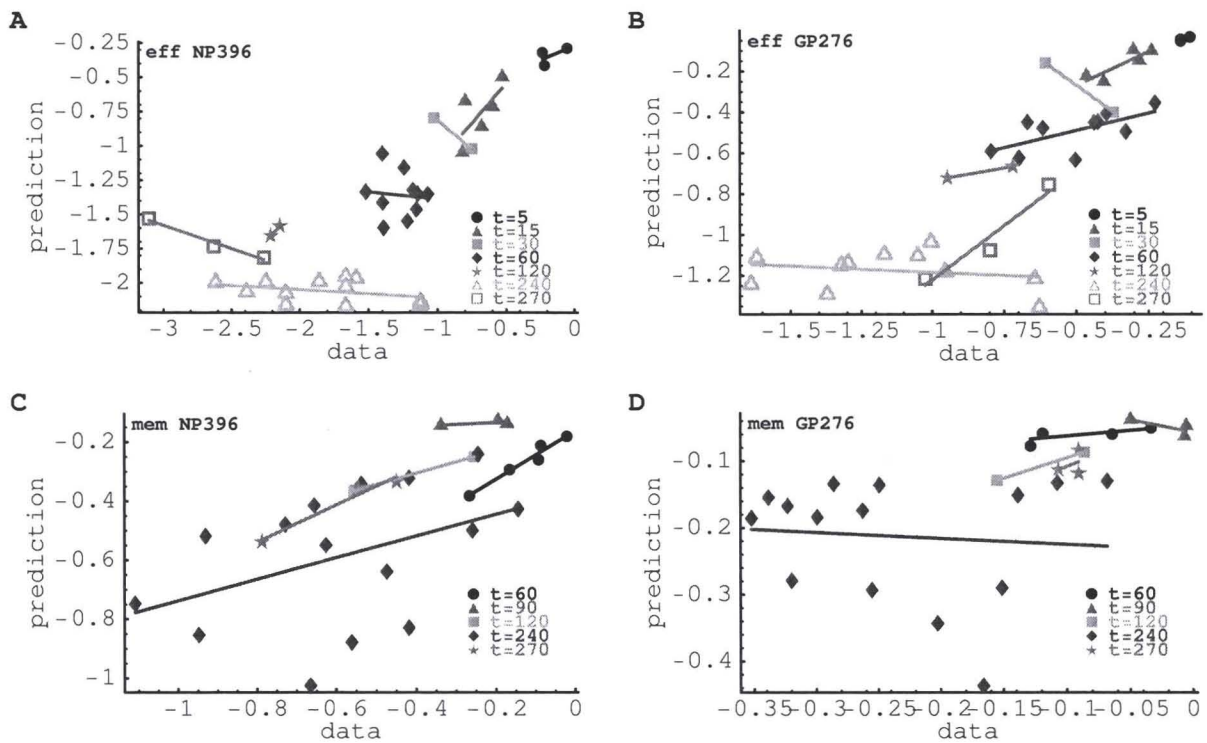 A
eff NP396
prediction
-0.25
-0.5
-0.75
-1
-1.25
-1.5
-1.75
-2
t=5
t=15
t=30
t=60
t=120
t=240
t=270
-3 -2.5 -2 -1.5 -1 -0.5 0
data
B
eff GP276
prediction
-0.2
-0.4
-0.6
-0.8
-1
-1.2
t=5
t=15
t=30
t=60
t=120
t=240
t=270
-1.5 -1.25 -1 -0.75 -0.5 -0.25
data
C
mem NP396
prediction
-0.2
-0.4
-0.6
-0.8
-1
t=60
t=90
t=120
t=240
t=270
-1 -0.8 -0.6 -0.4 -0.2 0
data
D
mem GP276
prediction
-0.1
-0.2
-0.3
-0.4
t=60
t=90
t=120
t=240
t=270
-0.35 -0.3 -0.25 -0.2 -0.15 -0.1 -0.05 0
data